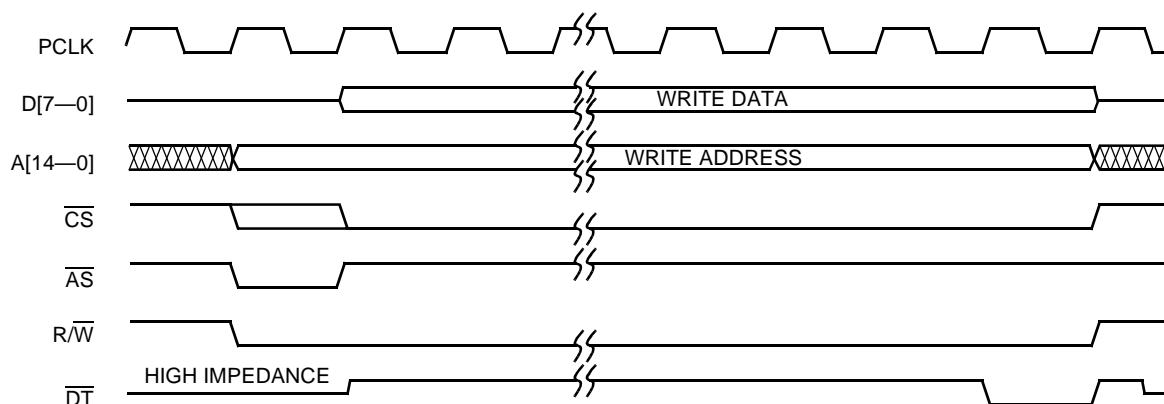 PCLK
D[7—0]
WRITE DATA
A[14—0]
WRITE ADDRESS
CS
AS
R/W
HIGH IMPEDANCE
DT